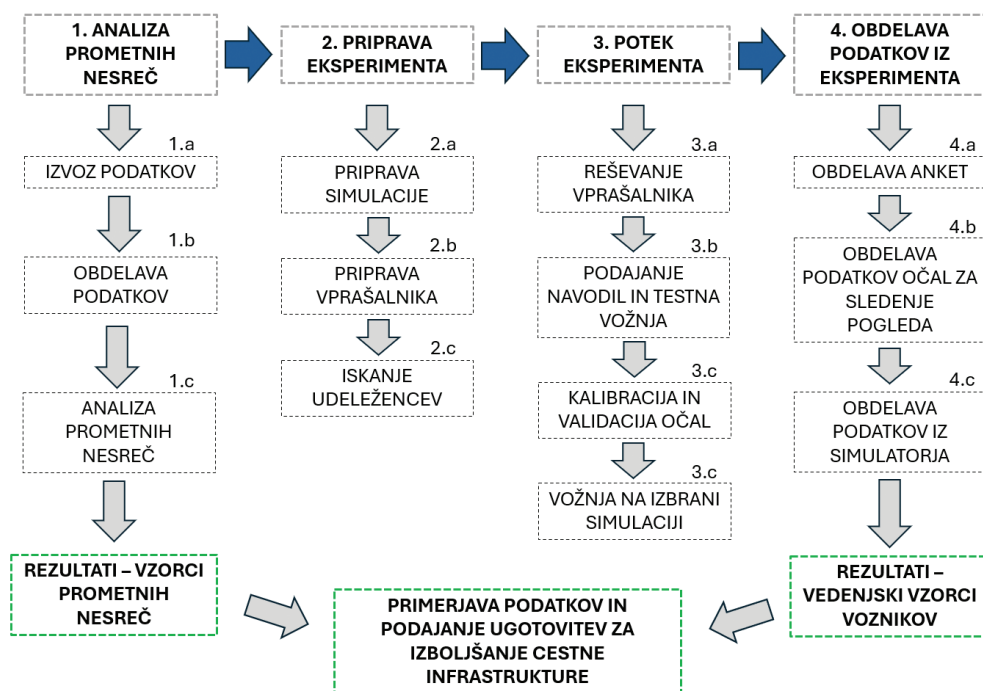 1. ANALIZA
PROMETNIH
NESREČ
2. PRIPRAVA
EKSPERIMENTA
3. POTEK
EKSPERIMENTA
4. OBDELAVA
PODATKOV IZ
EKSPERIMENTA
1.a
IZVOZ PODATKOV
1.b
OBDELAVA
PODATKOV
1.c
ANALIZA
PROMETNIH
NESREČ
REZULTATI – VZORCI
PROMETNIH
NESREČ
2.a
PRIPRAVA
SIMULACIJE
2.b
PRIPRAVA
VPRAŠALNIKA
2.c
ISKANJE
UDELEŽENCEV
3.a
REŠEVANJE
VPRAŠALNIKA
3.b
PODAJANJE
NAVODIL IN TESTNA
VOŽNJA
3.c
KALIBRACIJA IN
VALIDACIJA OČAL
3.c
VOŽNJA NA IZBRANI
SIMULACIJI
4.a
OBDELAVA ANKET
4.b
OBDELAVA
PODATKOV OČAL ZA
SLEDENJE
POGLEDA
4.c
OBDELAVA
PODATKOV IZ
SIMULATORJA
REZULTATI –
VEDENJSKI VZORCI
VOZNIKOV
PRIMERJAVA PODATKOV IN
PODAJANJE UGOTOVITEV ZA
IZBOLJŠANJE CESTNE
INFRASTRUKTURE